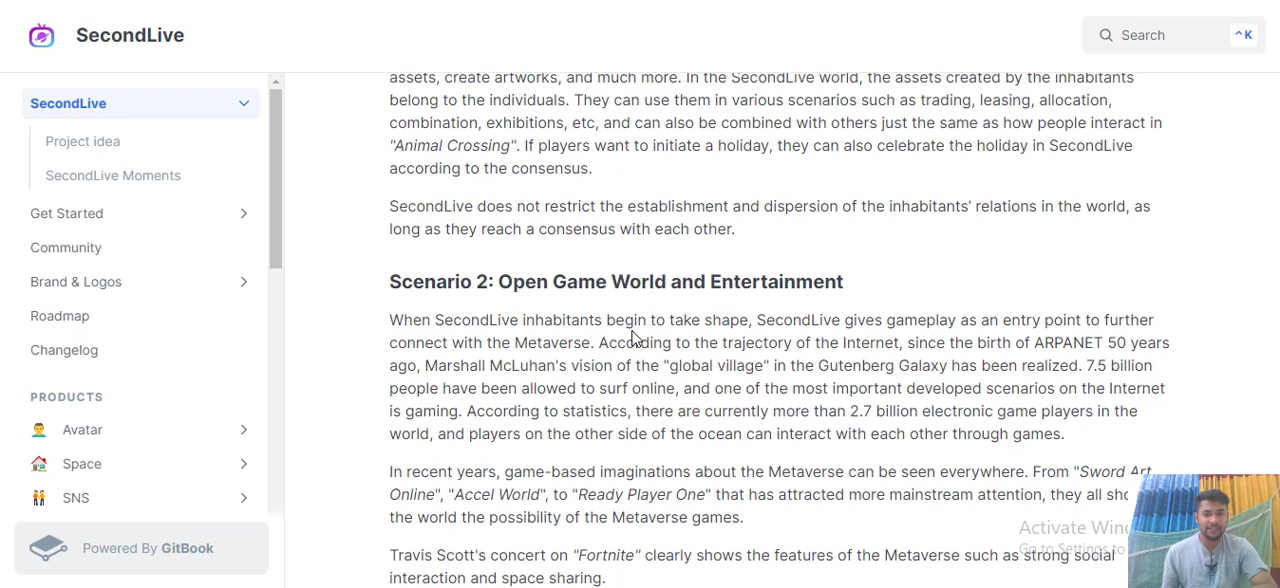 SecondLive
Search
^K
SecondLive
Project idea
SecondLive Moments
Get Started
Community
Brand & Logos
Roadmap
Changelog
PRODUCTS
Avatar
Space
SNS
Powered By GitBook
assets, create artworks, and much more. In the SecondLive world, the assets created by the inhabitants
belong to the individuals. They can use them in various scenarios such as trading, leasing, allocation,
combination, exhibitions, etc, and can also be combined with others just the same as how people interact in
"Animal Crossing". If players want to initiate a holiday, they can also celebrate the holiday in SecondLive
according to the consensus.
SecondLive does not restrict the establishment and dispersion of the inhabitants' relations in the world, as
long as they reach a consensus with each other.
Scenario 2: Open Game World and Entertainment
When SecondLive inhabitants begin to take shape, SecondLive gives gameplay as an entry point to further
connect with the Metaverse. According to the trajectory of the Internet, since the birth of ARPANET 50 years
ago, Marshall McLuhan's vision of the "global village" in the Gutenberg Galaxy has been realized. 7.5 billion
people have been allowed to surf online, and one of the most important developed scenarios on the Internet
is gaming. According to statistics, there are currently more than 2.7 billion electronic game players in the
world, and players on the other side of the ocean can interact with each other through games.
In recent years, game-based imaginations about the Metaverse can be seen everywhere. From "Sword Art
Online", "Accel World", to "Ready Player One" that has attracted more mainstream attention, they all
the world the possibility of the Metaverse games.
Travis Scott's concert on "Fortnite" clearly shows the features of the Metaverse such as strong social
interaction and space sharing.
Activate
Go to Settings to